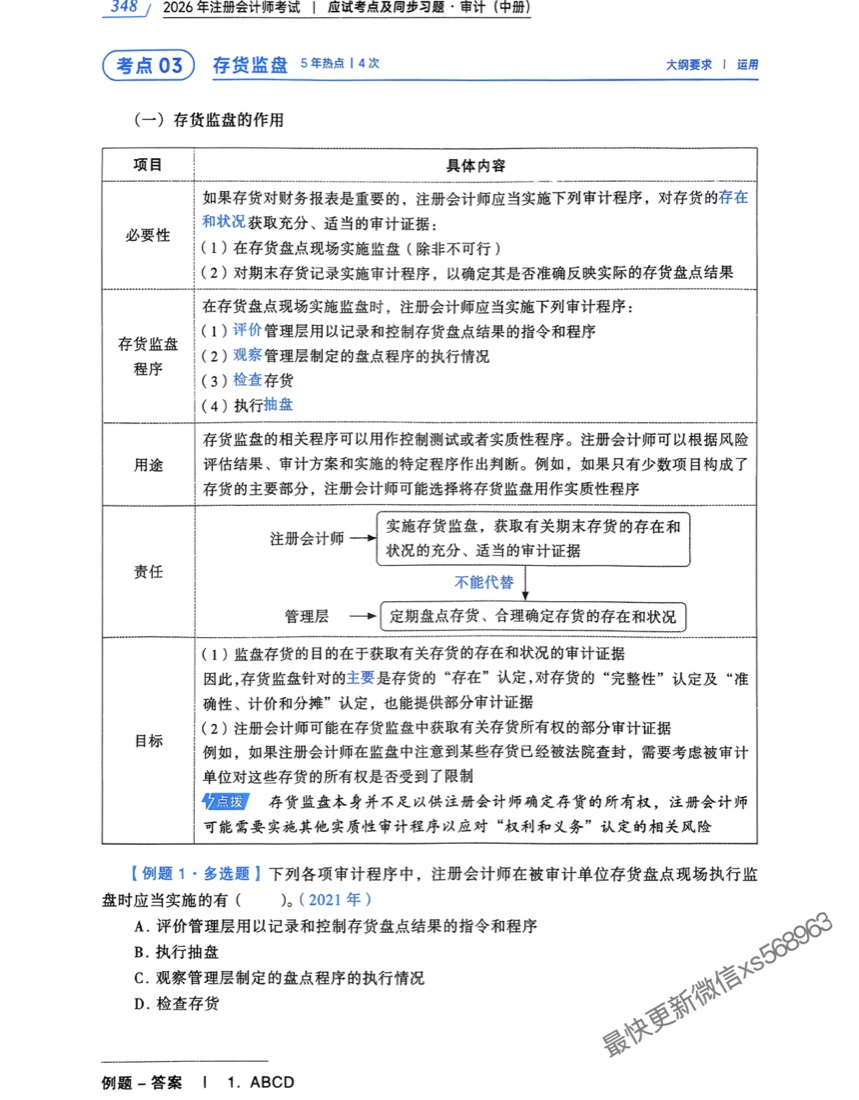 348 / 2026 年注册会计师考试 | 应试考点及同步习题·审计（中册）
考点 03 存货监盘 5年热点 | 4次 大纲要求 | 运用
（一）存货监盘的作用
项目 具体内容
必要性
如果存货对财务报表是重要的，注册会计师应当实施下列审计程序，对存货的存在
和状况获取充分、适当的审计证据：
（1）在存货盘点现场实施监盘（除非不可行）
（2）对期末存货记录实施审计程序，以确定其是否准确反映实际的存货盘点结果
存货监盘
程序
在存货盘点现场实施监盘时，注册会计师应当实施下列审计程序：
（1）评价管理层用以记录和控制存货盘点结果的指令和程序
（2）观察管理层制定的盘点程序的执行情况
（3）检查存货
（4）执行抽盘
用途
存货监盘的相关程序可以用作控制测试或者实质性程序。注册会计师可以根据风险
评估结果、审计方案和实施的特定程序作出判断。例如，如果只有少数项目构成了
存货的主要部分，注册会计师可能选择将存货监盘用作实质性程序
责任
注册会计师
实施存货监盘，获取有关期末存货的存在和
状况的充分、适当的审计证据
不能代替
管理层
定期盘点存货、合理确定存货的存在和状况
目标
（1）监盘存货的目的在于获取有关存货的存在和状况的审计证据
因此,存货监盘针对的主要是存货的“存在”认定,对存货的“完整性”认定及“准
确性、计价和分摊”认定，也能提供部分审计证据
（2）注册会计师可能在存货监盘中获取有关存货所有权的部分审计证据
例如，如果注册会计师在监盘中注意到某些存货已经被法院查封，需要考虑被审计
单位对这些存货的所有权是否受到了限制
点拨 存货监盘本身并不足以供注册会计师确定存货的所有权，注册会计师
可能需要实施其他实质性审计程序以应对“权利和义务”认定的相关风险
【例题 1·多选题】下列各项审计程序中，注册会计师在被审计单位存货盘点现场执行监
盘时应当实施的有（ ）。（2021 年）
A. 评价管理层用以记录和控制存货盘点结果的指令和程序
B. 执行抽盘
C. 观察管理层制定的盘点程序的执行情况
D. 检查存货
最快更新微信xs568963
例题 – 答案 | 1. ABCD